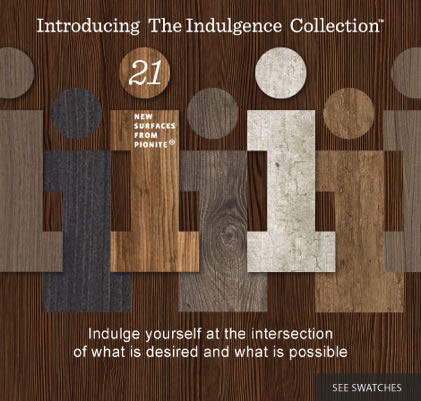 Introducing The Indulgence Collection™
21
NEW
SURFACES
FROM
PIONITE®
Indulge yourself at the intersection
of what is desired and what is possible
SEE SWATCHES